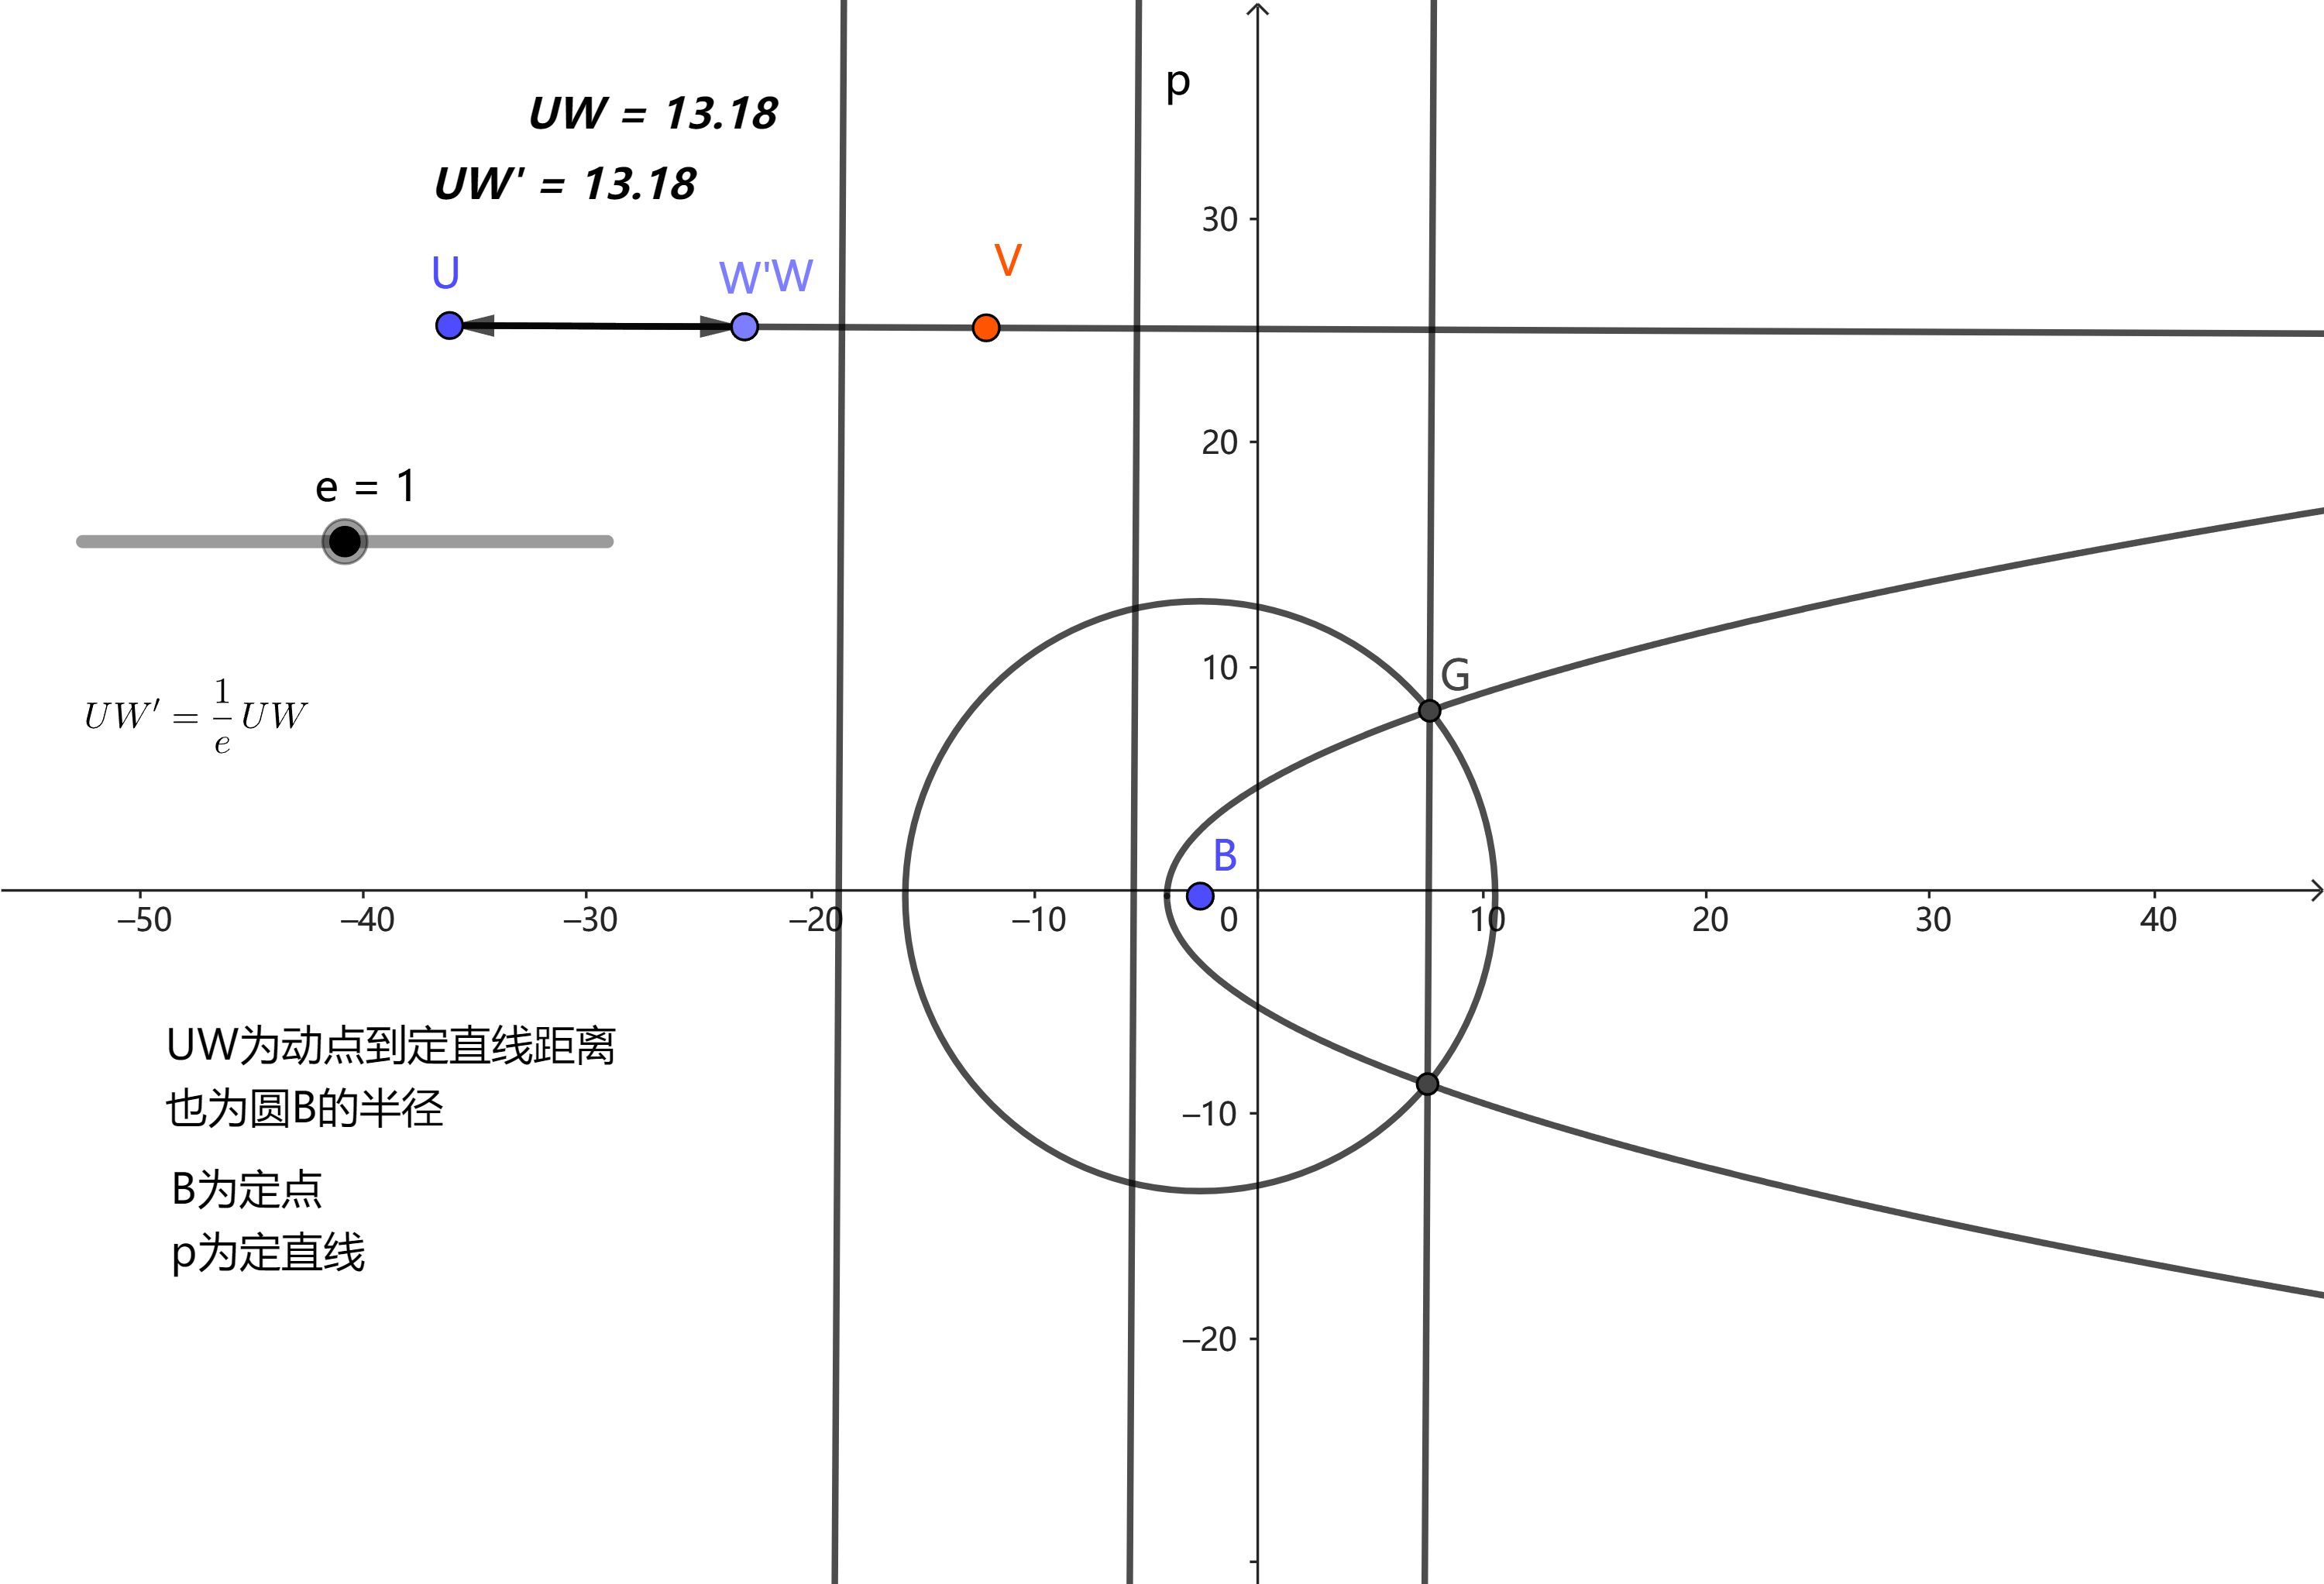 p
UW = 13.18
UW' = 13.18
30
U
W'W
V
20
e = 1
10
G
UW′ = \frac{1}{e} UW
B
–50 –40 –30 –20 –10 0 10 20 30 40
UW为动点到定直线距离
也为圆B的半径
–10
B为定点
p为定直线
–20